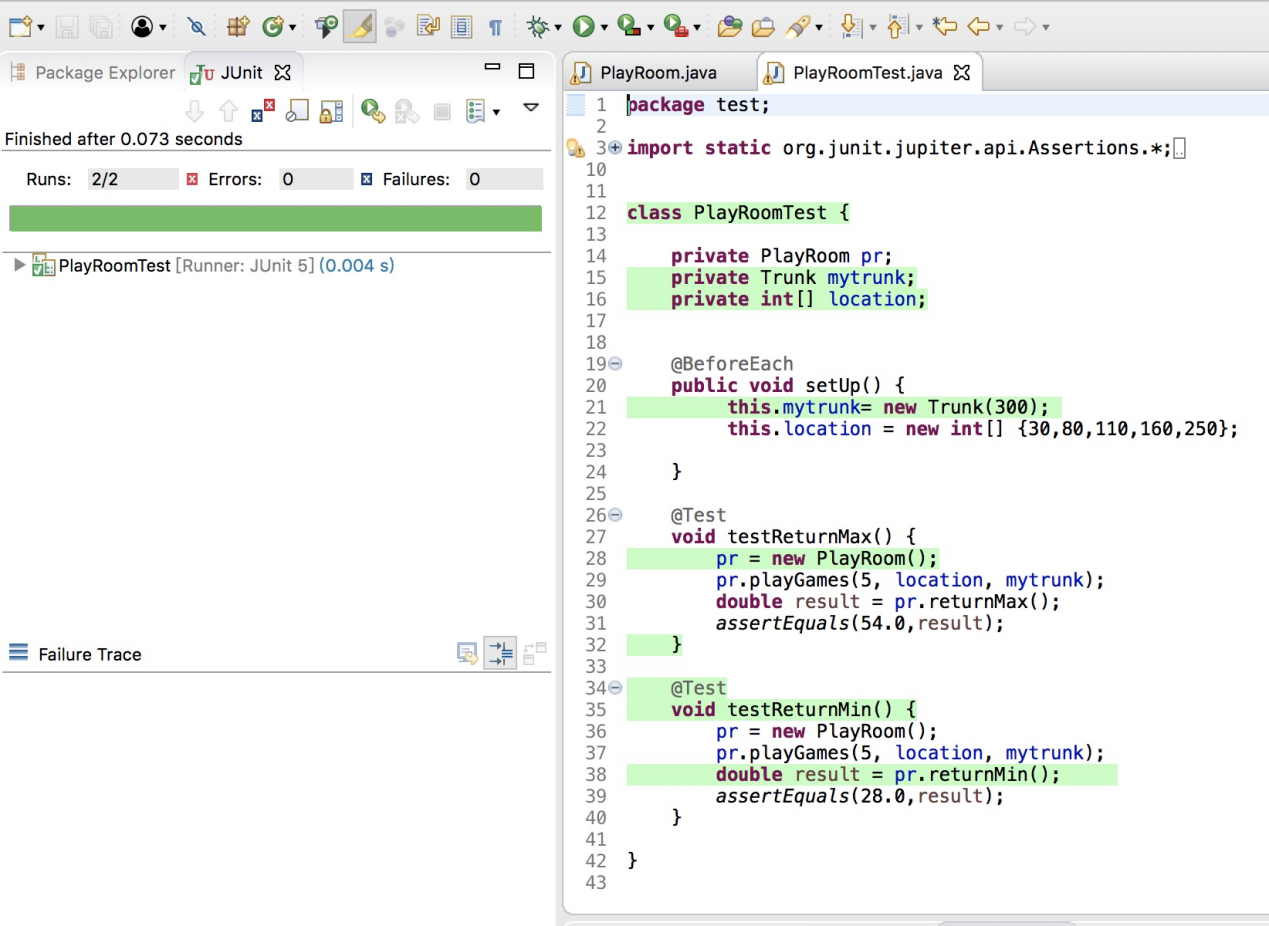 Package Explorer
JUnit
Finished after 0.073 seconds
Runs: 2/2 Errors: 0 Failures: 0
PlayRoomTest [Runner: JUnit 5] (0.004 s)
Failure Trace
PlayRoom.java
PlayRoomTest.java
1 package test;
2
3 import static org.junit.jupiter.api.Assertions.*;
10
11
12 class PlayRoomTest {
13
14 private PlayRoom pr;
15 private Trunk mytrunk;
16 private int[] location;
17
18
19 @BeforeEach
20 public void setUp() {
21 this.mytrunk= new Trunk(300);
22 this.location = new int[] {30,80,110,160,250};
23
24 }
25
26 @Test
27 void testReturnMax() {
28 pr = new PlayRoom();
29 pr.playGames(5, location, mytrunk);
30 double result = pr.returnMax();
31 assertEquals(54.0,result);
32 }
33
34 @Test
35 void testReturnMin() {
36 pr = new PlayRoom();
37 pr.playGames(5, location, mytrunk);
38 double result = pr.returnMin();
39 assertEquals(28.0,result);
40 }
41
42 }
43